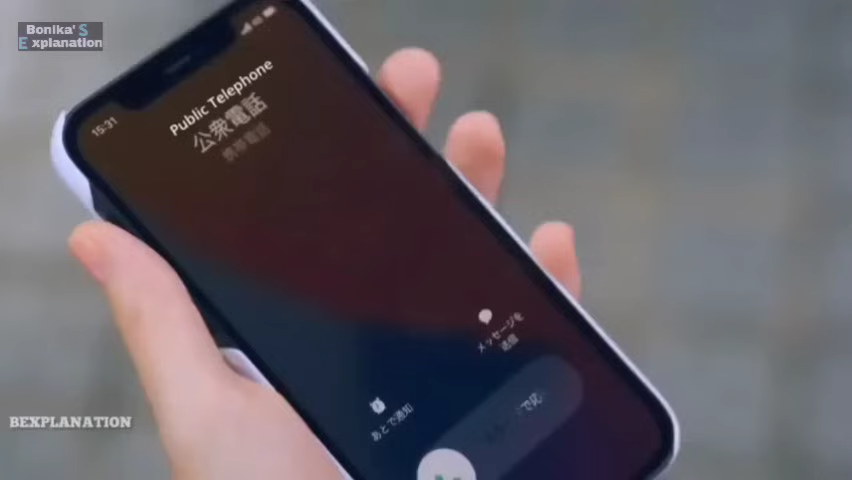 Bonika'S
Explanation
15:31
4G
Public Telephone
公衆電話
携帯電話
メッセージを
送信
あとで通知
BEXPLANATION